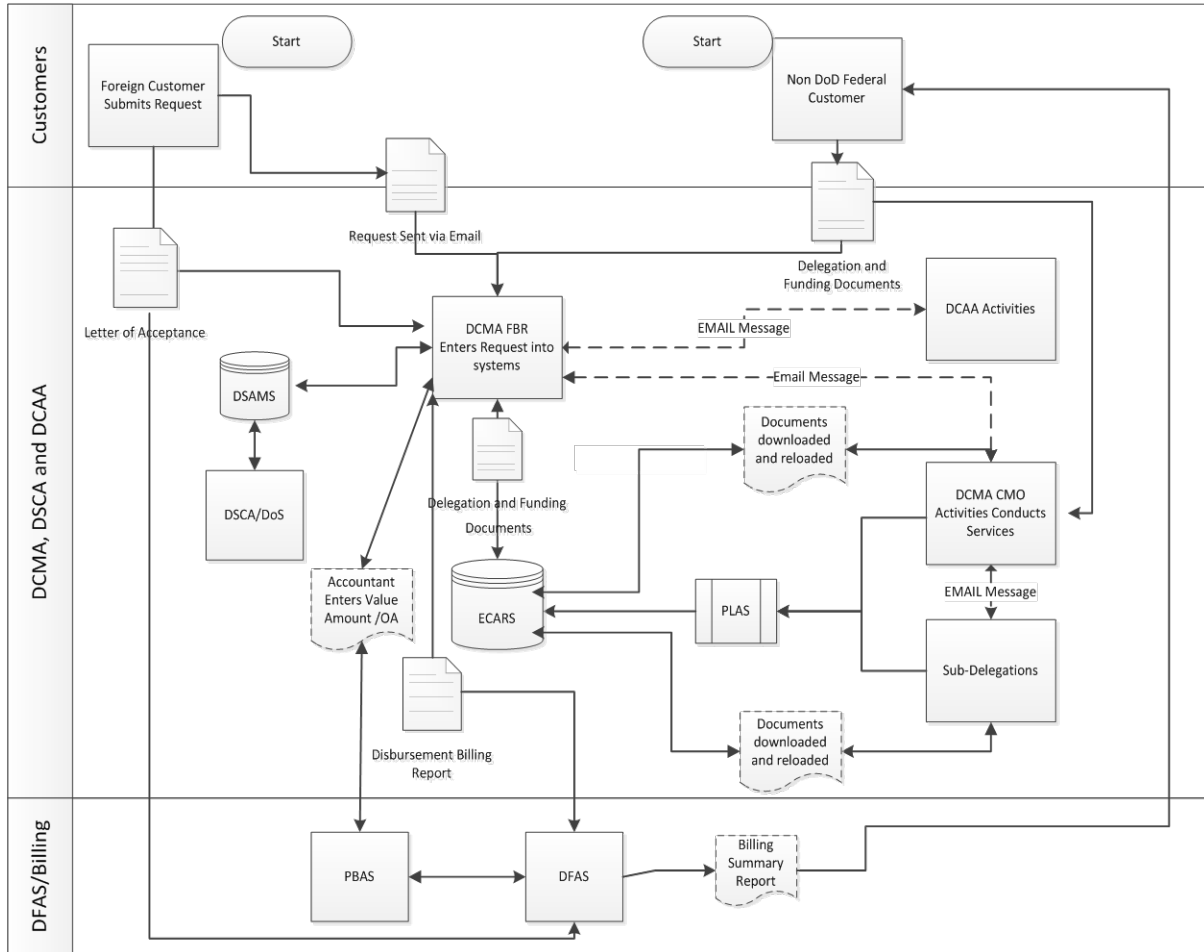 Customers
Start
Start
Foreign Customer
Submits Request
Non DoD Federal
Customer
DCMA, DSCA and DCAA
Request Sent via Email
Delegation and
Funding Documents
Letter of Acceptance
DCMA FBR
Enters Request into
systems
EMAIL Message
DCAA Activities
Email Message
DSAMS
DSCA/DoS
Delegation and Funding
Documents
Documents
downloaded
and reloaded
DCMA CMO
Activities Conducts
Services
Accountant
Enters Value
Amount /OA
ECARS
PLAS
EMAIL Message
Sub-Delegations
Disbursement Billing
Report
Documents
downloaded
and reloaded
DFAS/Billing
PBAS
DFAS
Billing
Summary
Report